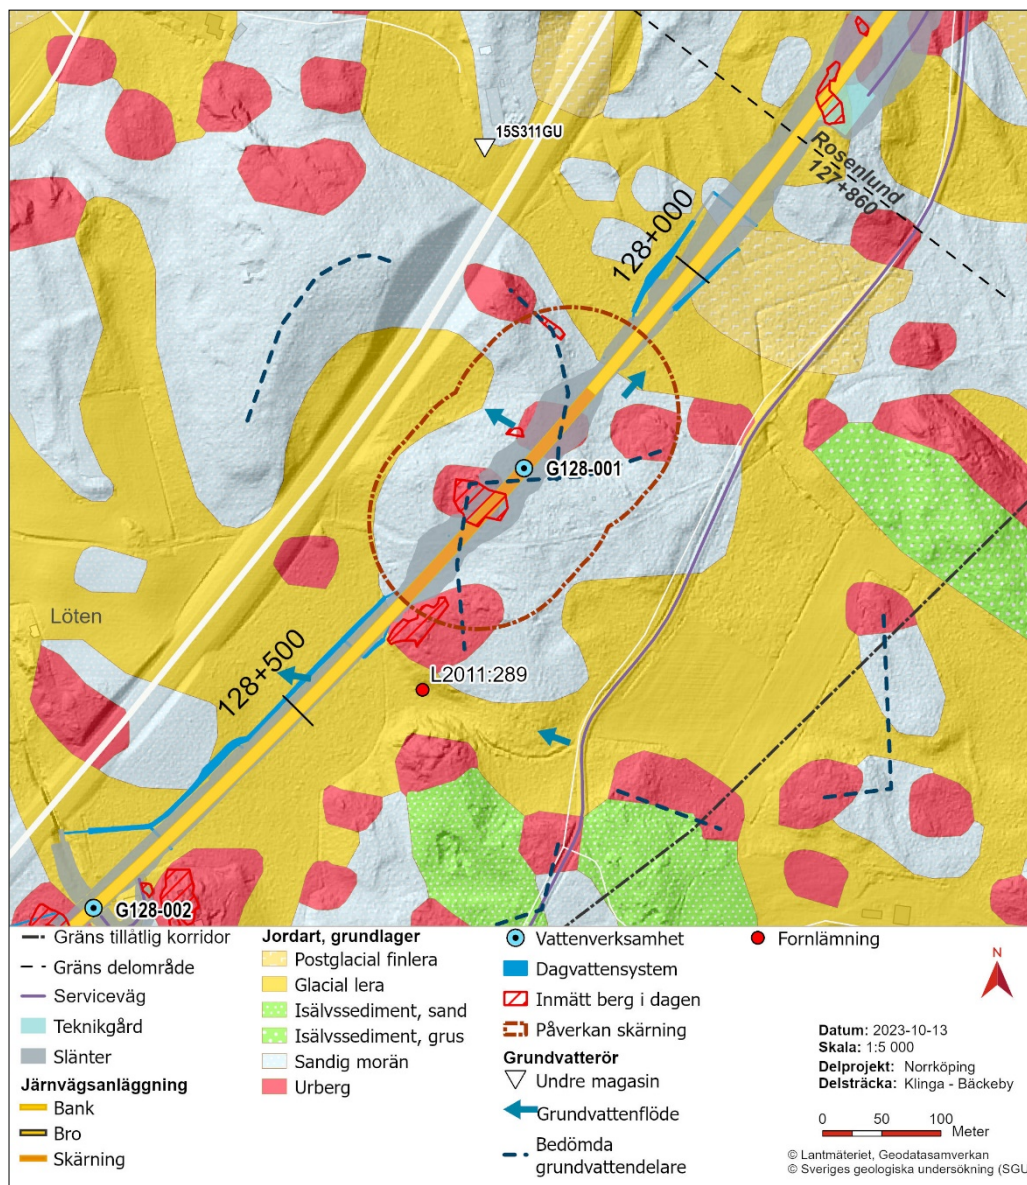 15S311GU
Rosenlund
127+860
128+000
G128-001
Löten
L2011:289
128+500
G128-002
Gräns tillåtlig korridor
Gräns delområde
Serviceväg
Teknikgård
Slänter
Järnvägsanläggning
Bank
Bro
Skärning
Jordart, grundlager
Postglacial finlera
Glacial lera
Isälvssediment, sand
Isälvssediment, grus
Sandig morän
Urberg
Vattenverksamhet
Dagvattensystem
Inmätt berg i dagen
Påverkan skärning
Grundvatterör
Undre magasin
Grundvattenflöde
Bedömda
grundvattendelare
Fornlämning
N
Datum: 2023-10-13
Skala: 1:5 000
Delprojekt: Norrköping
Delsträcka: Klinga - Bäckeby
0 50 100
Meter
© Lantmäteriet, Geodatasamverkan
© Sveriges geologiska undersökning (SGU